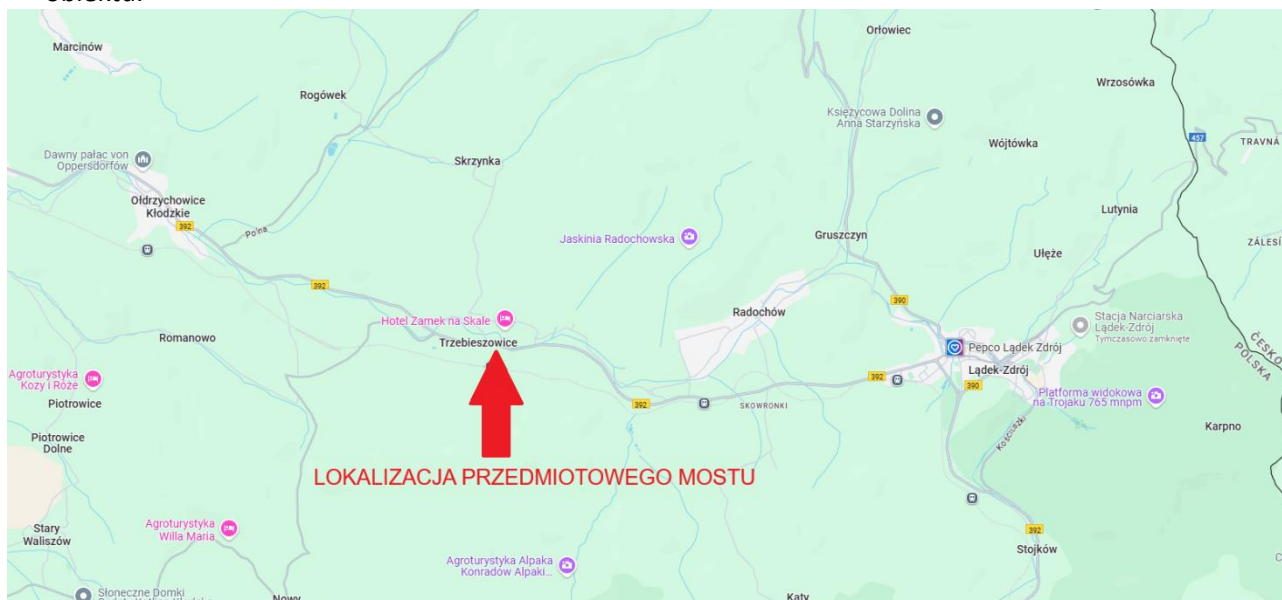 Marcinów
Orłowiec
Wrzosówka
Rogówek
Księżycowa Dolina
Anna Starzyńska
457
TRAVNÁ
Wójtówka
Dawny pałac von
Oppersdorfów
Skrzynka
Ołdrzychowice
Kłodzkie
392
Polna
Lutynia
Jaskinia Radochowska
Gruszczyn
Ułęże
392
390
Hotel Zamek na Skale
Radochów
Stacja Narciarska
Lądek-Zdrój
Tymczasowo zamknięte
Romanowo
Trzebieszowice
Pepco Lądek Zdrój
ČESKO
POLSKA
Lądek-Zdrój
Agroturystyka
Kozy i Róże
392
390
Piotrowice
392
SKOWRONKI
Platforma widokowa
na Trojaku 765 mnpm
Kościuszki
Karpno
Piotrowice
Dolne
LOKALIZACJA PRZEDMIOTOWEGO MOSTU
Stary
Waliszów
Agroturystyka
Willa Maria
392
Stojków
Agroturystyka Alpaka
Konradów Alpaki...
Słoneczne Domki
Nowy
Kąty